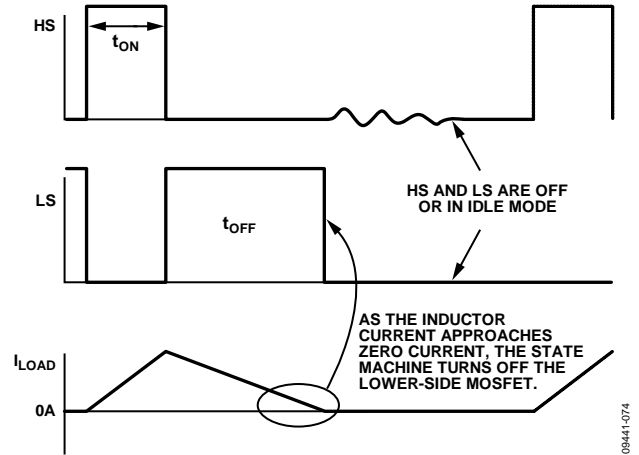 HS
tON
HS AND LS ARE OFF
OR IN IDLE MODE
LS
tOFF
AS THE INDUCTOR
CURRENT APPROACHES
ZERO CURRENT, THE STATE
MACHINE TURNS OFF THE
LOWER-SIDE MOSFET.
ILOAD
0A
09441-074